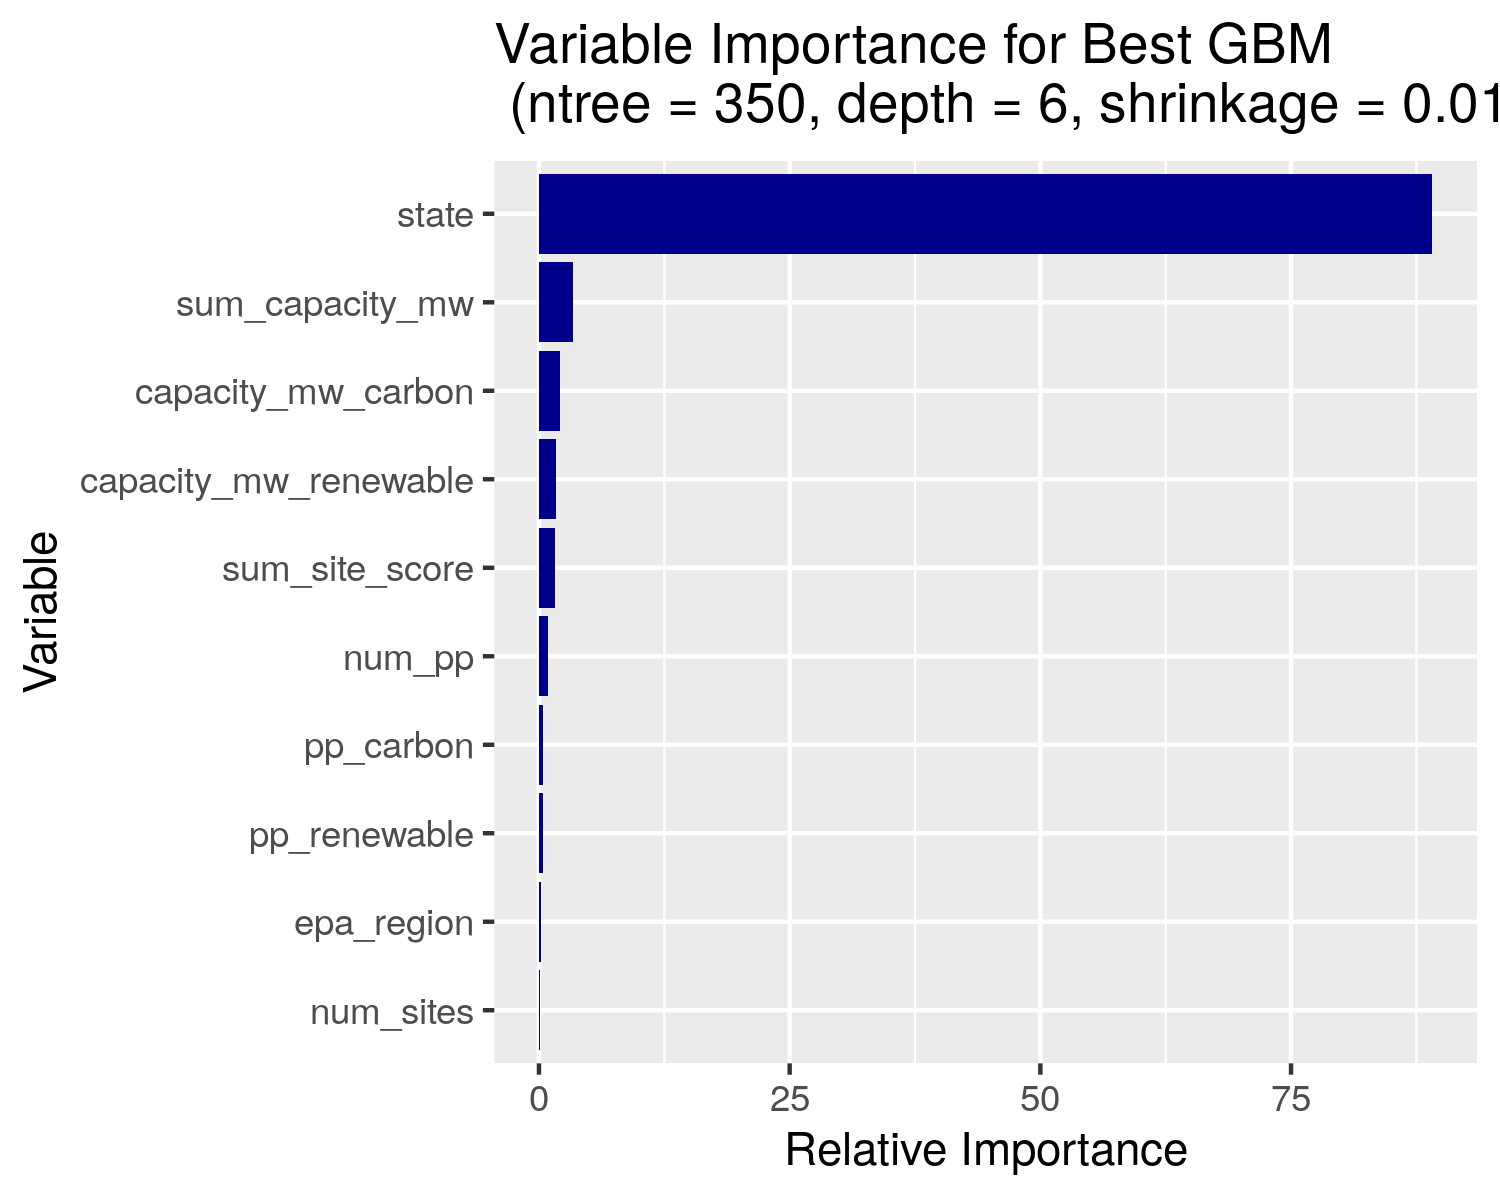 Variable Importance for Best GBM
(ntree = 350, depth = 6, shrinkage = 0.01
state
sum_capacity_mw
capacity_mw_carbon
capacity_mw_renewable
sum_site_score
num_pp
pp_carbon
pp_renewable
epa_region
num_sites
Variable
0 25 50 75
Relative Importance